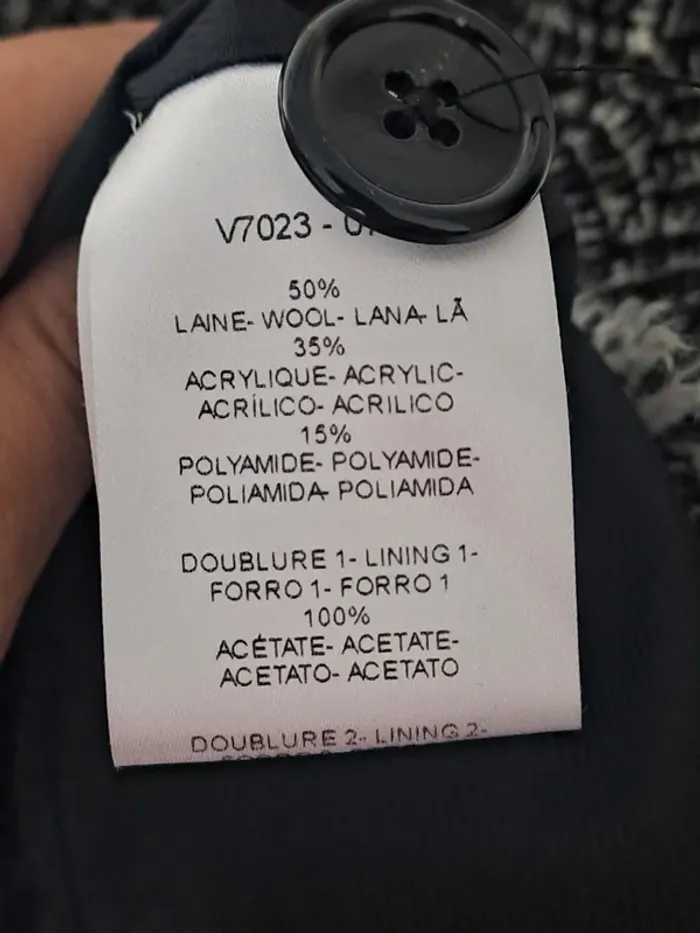 V7023 -
50%
LAINE- WOOL- LANA- LÃ
35%
ACRYLIQUE- ACRYLIC-
ACRÍLICO- ACRILICO
15%
POLYAMIDE- POLYAMIDE-
POLIAMIDA- POLIAMIDA
DOUBLURE 1- LINING 1-
FORRO 1- FORRO 1
100%
ACÉTATE- ACETATE-
ACETATO- ACETATO
DOUBLURE 2- LINING 2-